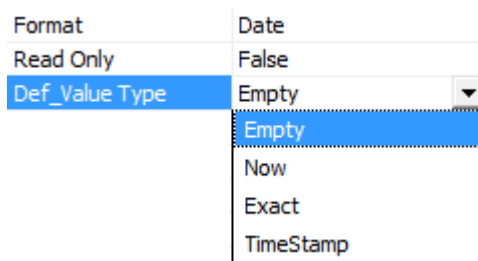 Format Date
Read Only False
Def_Value Type Empty
Empty
Now
Exact
TimeStamp